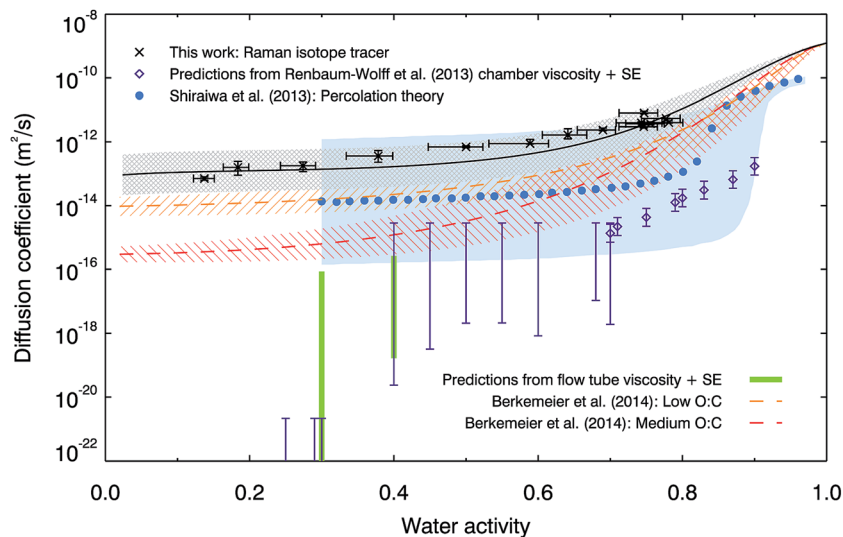 10⁻⁸
× This work: Raman isotope tracer
◇ Predictions from Renbaum-Wolff et al. (2013) chamber viscosity + SE
● Shiraiwa et al. (2013): Percolation theory
10⁻¹⁰
10⁻¹²
10⁻¹⁴
10⁻¹⁶
10⁻¹⁸
10⁻²⁰
10⁻²²
Diffusion coefficient (m²/s)
Predictions from flow tube viscosity + SE
Berkemeier et al. (2014): Low O:C
Berkemeier et al. (2014): Medium O:C
0.0 0.2 0.4 0.6 0.8 1.0
Water activity